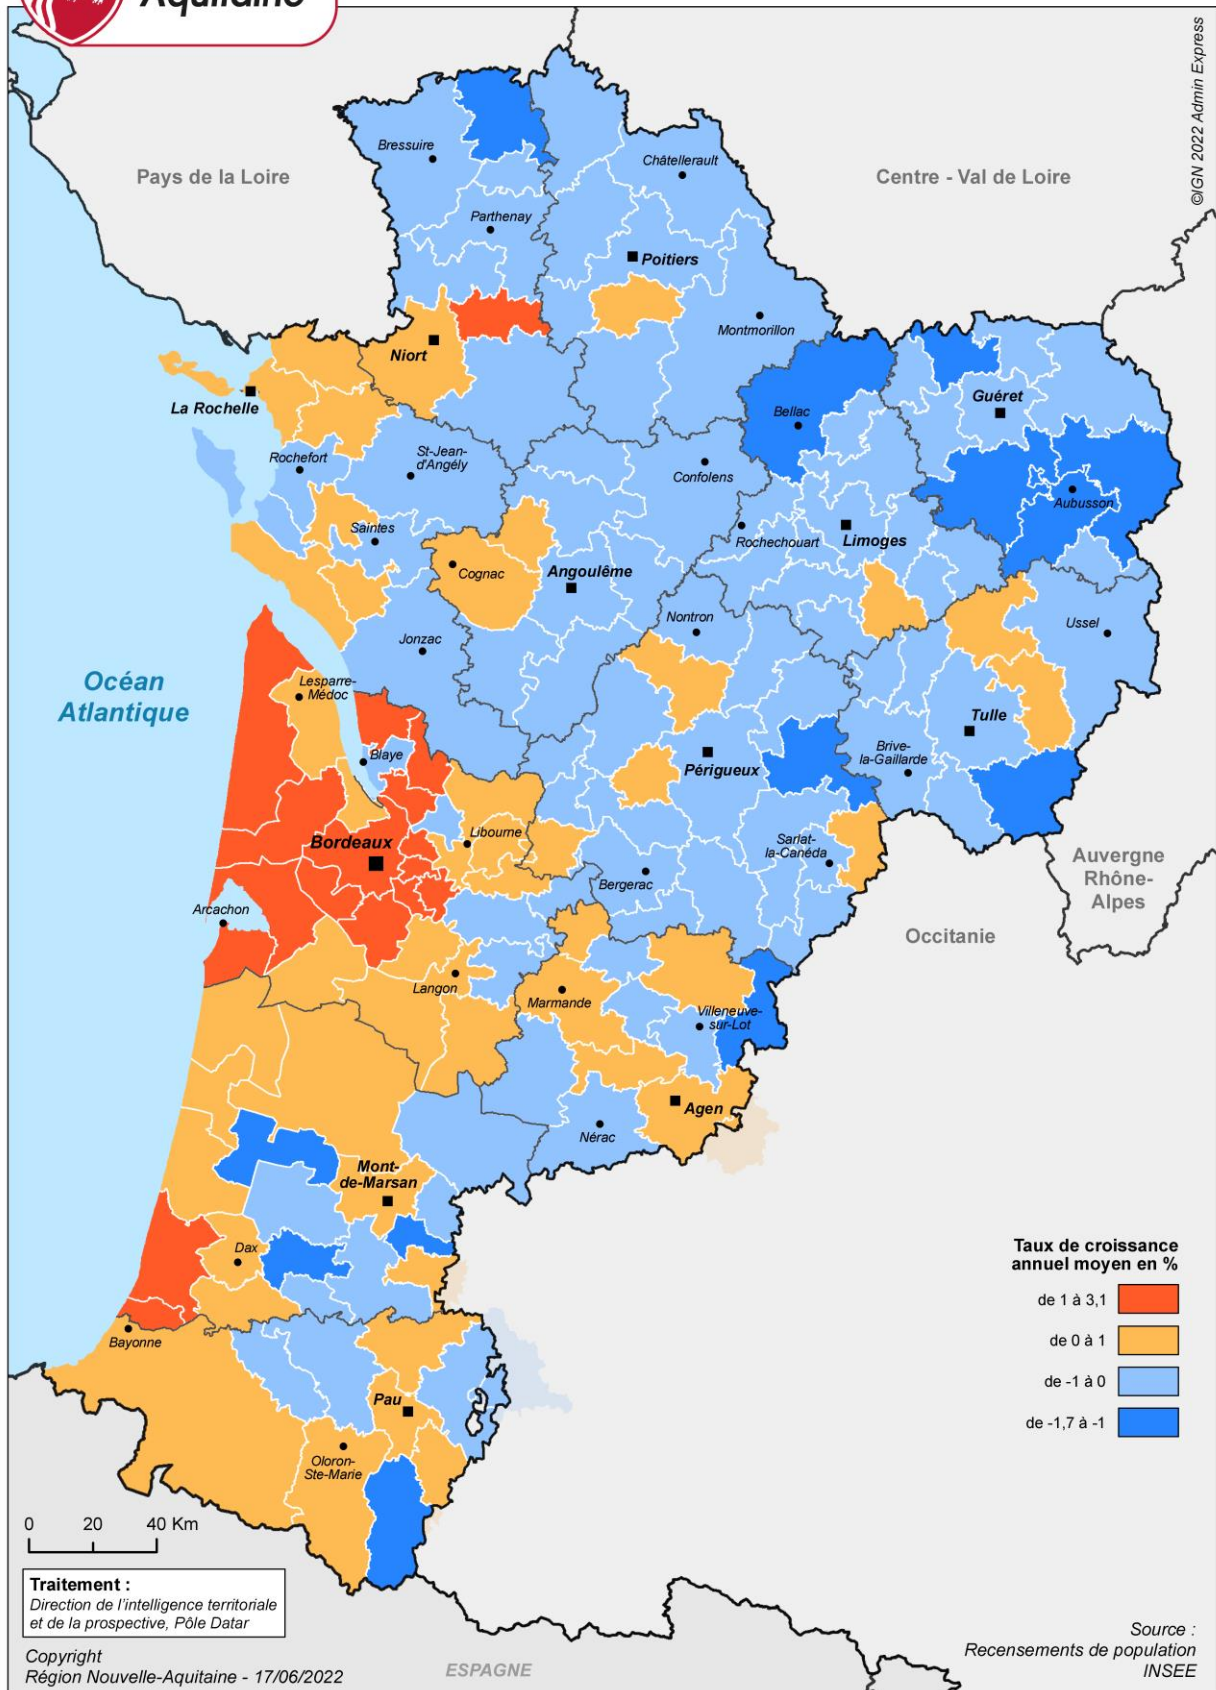 Aquitaine
©IGN 2022 Admin Express
Pays de la Loire
Centre - Val de Loire
Bressuire
Châtellerault
Parthenay
Poitiers
Montmorillon
Niort
La Rochelle
Bellac
Guéret
Rochefort
St-Jean-
d'Angély
Confolens
Aubusson
Saintes
Rochechouart
Limoges
Cognac
Angoulême
Nontron
Ussel
Jonzac
Océan
Atlantique
Lesparre-
Médoc
Tulle
Blaye
Périgueux
Brive-
la-Gaillarde
Bordeaux
Libourne
Sarlat-
la-Canéda
Bergerac
Auvergne
Rhône-
Alpes
Arcachon
Occitanie
Langon
Marmande
Villeneuve-
sur-Lot
Agen
Nérac
Mont-
de-Marsan
Dax
Bayonne
Pau
Oloron-
Ste-Marie
Taux de croissance
annuel moyen en %
de 1 à 3,1
de 0 à 1
de -1 à 0
de -1,7 à -1
0 20 40 Km
Traitement :
Direction de l'intelligence territoriale
et de la prospective, Pôle Datar
Copyright
Région Nouvelle-Aquitaine - 17/06/2022
ESPAGNE
Source :
Recensements de population
INSEE